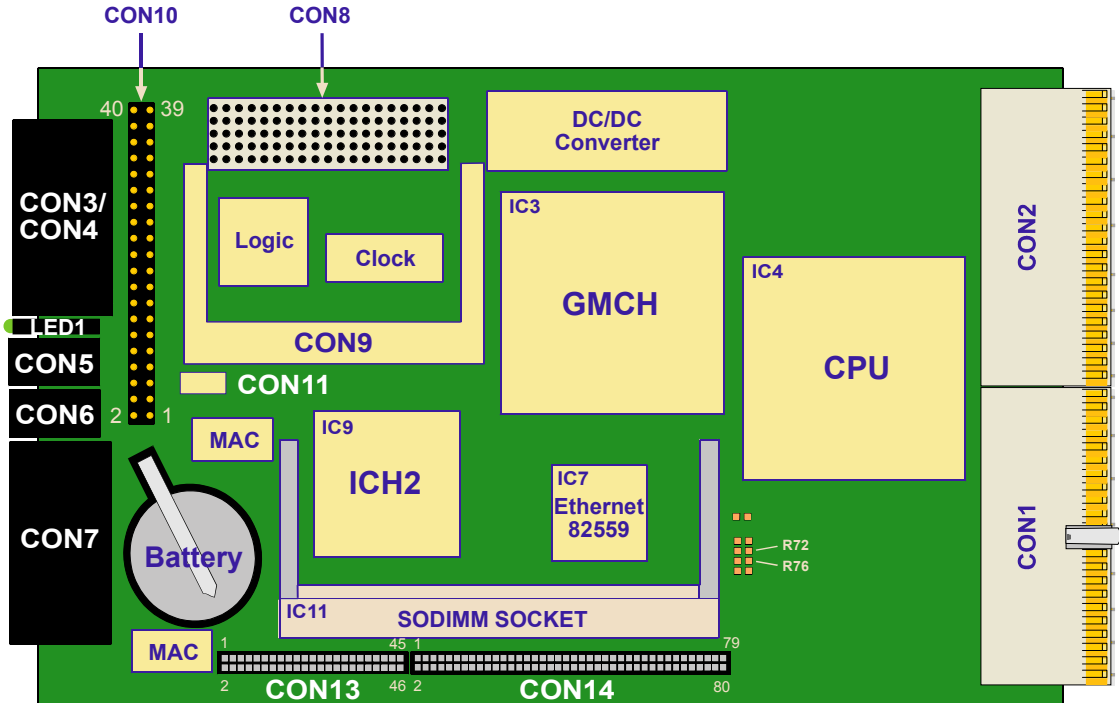 CON10
CON8
40
39
DC/DC
Converter
CON3/
CON4
IC3
Logic
CON2
Clock
IC4
GMCH
LED1
CON9
CON5
CPU
CON11
CON6
2
1
IC9
MAC
ICH2
IC7
Ethernet
82559
CON7
CON1
R72
Battery
R76
IC11
SODIMM SOCKET
1
45
1
79
MAC
2
CON13
46
2
CON14
80